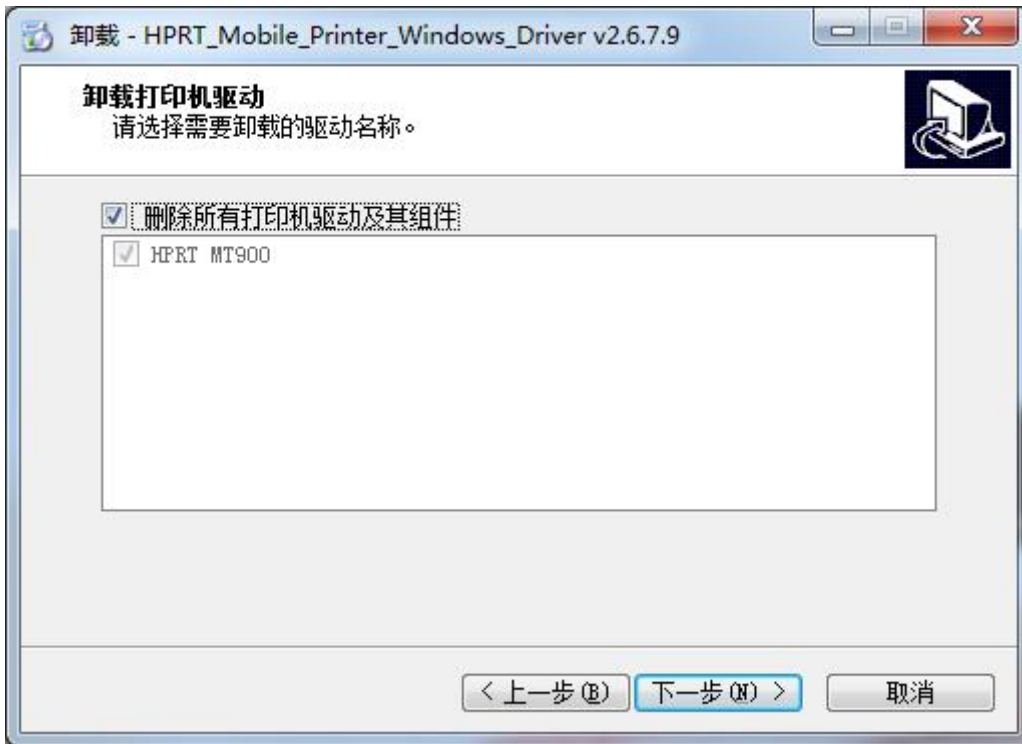 卸载 - HPRT_Mobile_Printer_Windows_Driver v2.6.7.9
卸载打印机驱动
请选择需要卸载的驱动名称。
删除所有打印机驱动及其组件
HPRT MT900
< 上一步(B)
下一步(N) >
取消